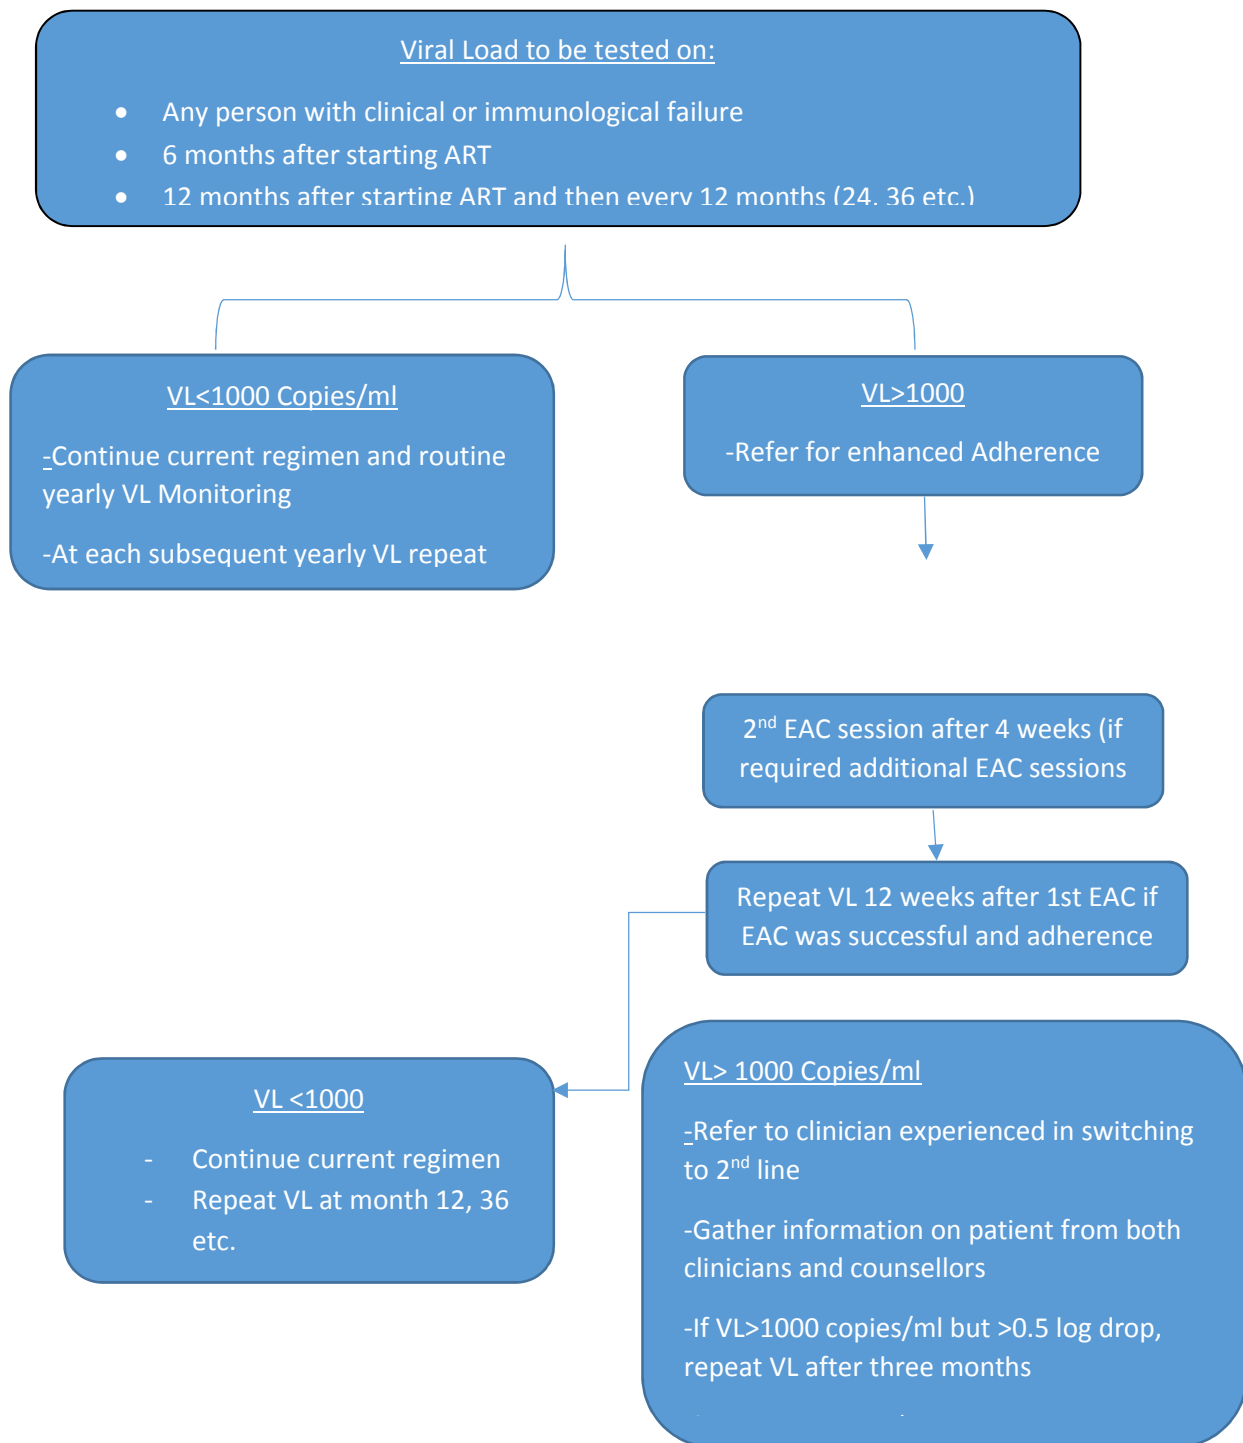 Viral Load to be tested on:
• Any person with clinical or immunological failure
• 6 months after starting ART
• 12 months after starting ART and then every 12 months (24, 36 etc.)
VL<1000 Copies/ml
-Continue current regimen and routine
yearly VL Monitoring
-At each subsequent yearly VL repeat
VL>1000
-Refer for enhanced Adherence
2nd EAC session after 4 weeks (if
required additional EAC sessions
Repeat VL 12 weeks after 1st EAC if
EAC was successful and adherence
VL <1000
- Continue current regimen
- Repeat VL at month 12, 36
etc.
VL> 1000 Copies/ml
-Refer to clinician experienced in switching
to 2nd line
-Gather information on patient from both
clinicians and counsellors
-If VL>1000 copies/ml but >0.5 log drop,
repeat VL after three months